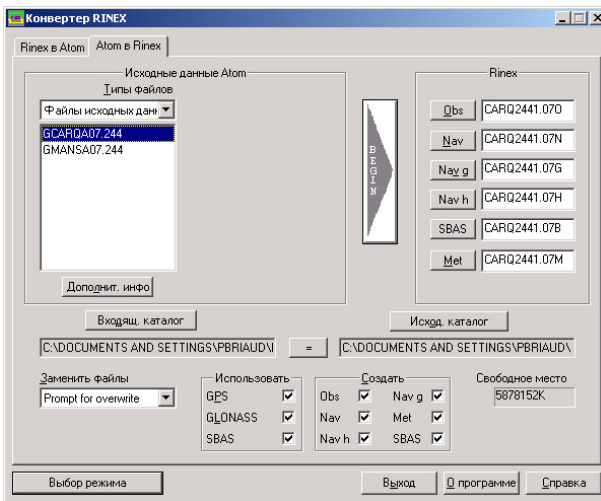 Конвертер RINEX
Rinex в Atom
Atom в Rinex
Исходные данные Atom
Типы файлов
Файлы исходных данн
GCARQA07.244
GMANSA07.244
Дополнит. инфо
BEGIN
Rinex
Obs CARQ2441.07O
Nav CARQ2441.07N
Nav g CARQ2441.07G
Nav h CARQ2441.07H
SBAS CARQ2441.07B
Met CARQ2441.07M
Входящ. каталог
Исход. каталог
C:\DOCUMENTS AND SETTINGS\PBRIAUD\I
=
C:\DOCUMENTS AND SETTINGS\PBRIAUD\
Заменить файлы
Prompt for overwrite
Использовать
GPS
GLONASS
SBAS
Создать
Obs Nav g
Nav Met
Nav h SBAS
Свободное место
5878152K
Выбор режима
Выход
О программе
Справка